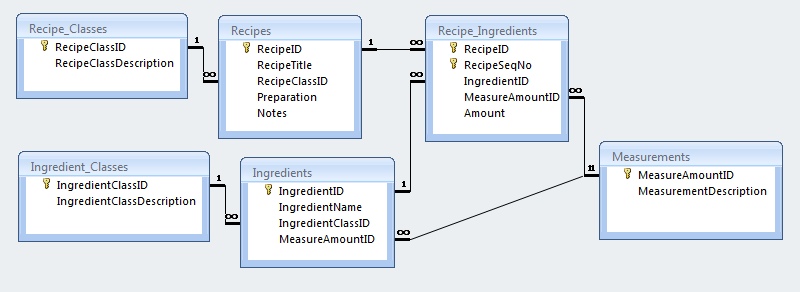 Recipe_Classes
RecipeClassID
RecipeClassDescription
1
∞
Recipes
RecipeID
RecipeTitle
RecipeClassID
Preparation
Notes
1
∞
Recipe_Ingredients
RecipeID
RecipeSeqNo
IngredientID
MeasureAmountID
Amount
∞
∞
Ingredient_Classes
IngredientClassID
IngredientClassDescription
1
∞
Ingredients
IngredientID
IngredientName
IngredientClassID
MeasureAmountID
1
∞
Measurements
MeasureAmountID
MeasurementDescription
11